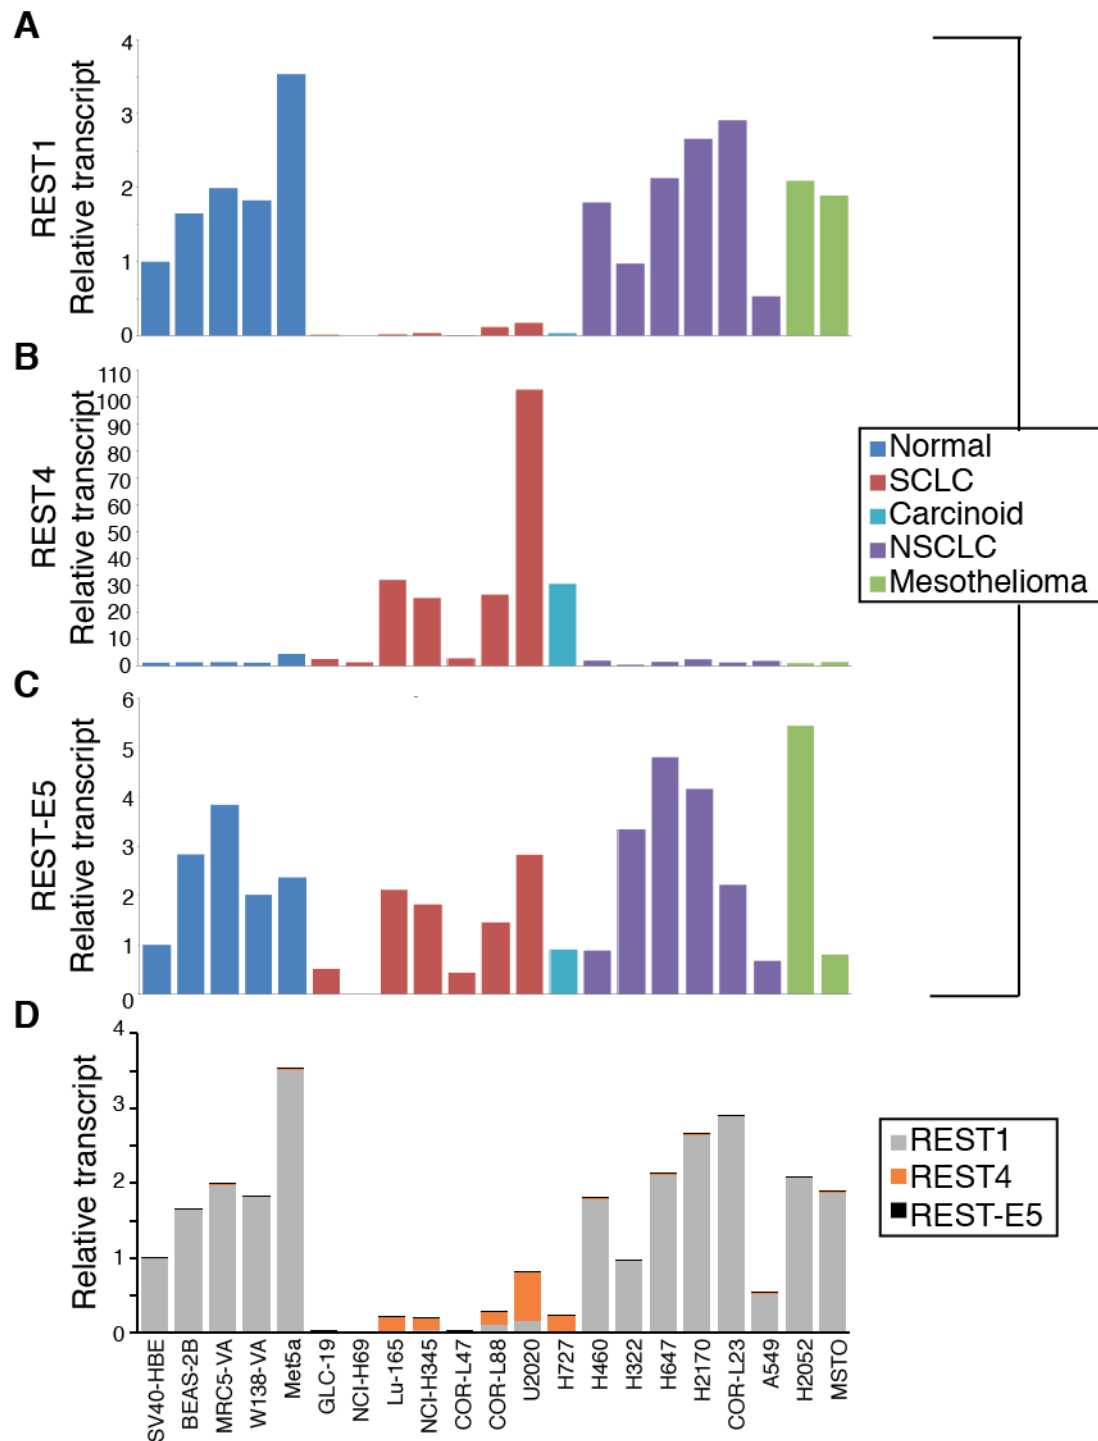 A
REST1
Relative transcript
4
3
2
1
0
B
REST4
Relative transcript
110
100
90
80
70
60
50
40
30
20
10
0
Normal
SCLC
Carcinoid
NSCLC
Mesothelioma
C
REST-E5
Relative transcript
6
5
4
3
2
1
0
D
Relative transcript
4
3
2
1
0
REST1
REST4
REST-E5
SV40-HBE
BEAS-2B
MRC5-VA
W138-VA
Met5a
GLC-19
NCI-H69
Lu-165
NCI-H345
COR-L47
COR-L88
U2020
H727
H460
H322
H647
H2170
COR-L23
A549
H2052
MSTO